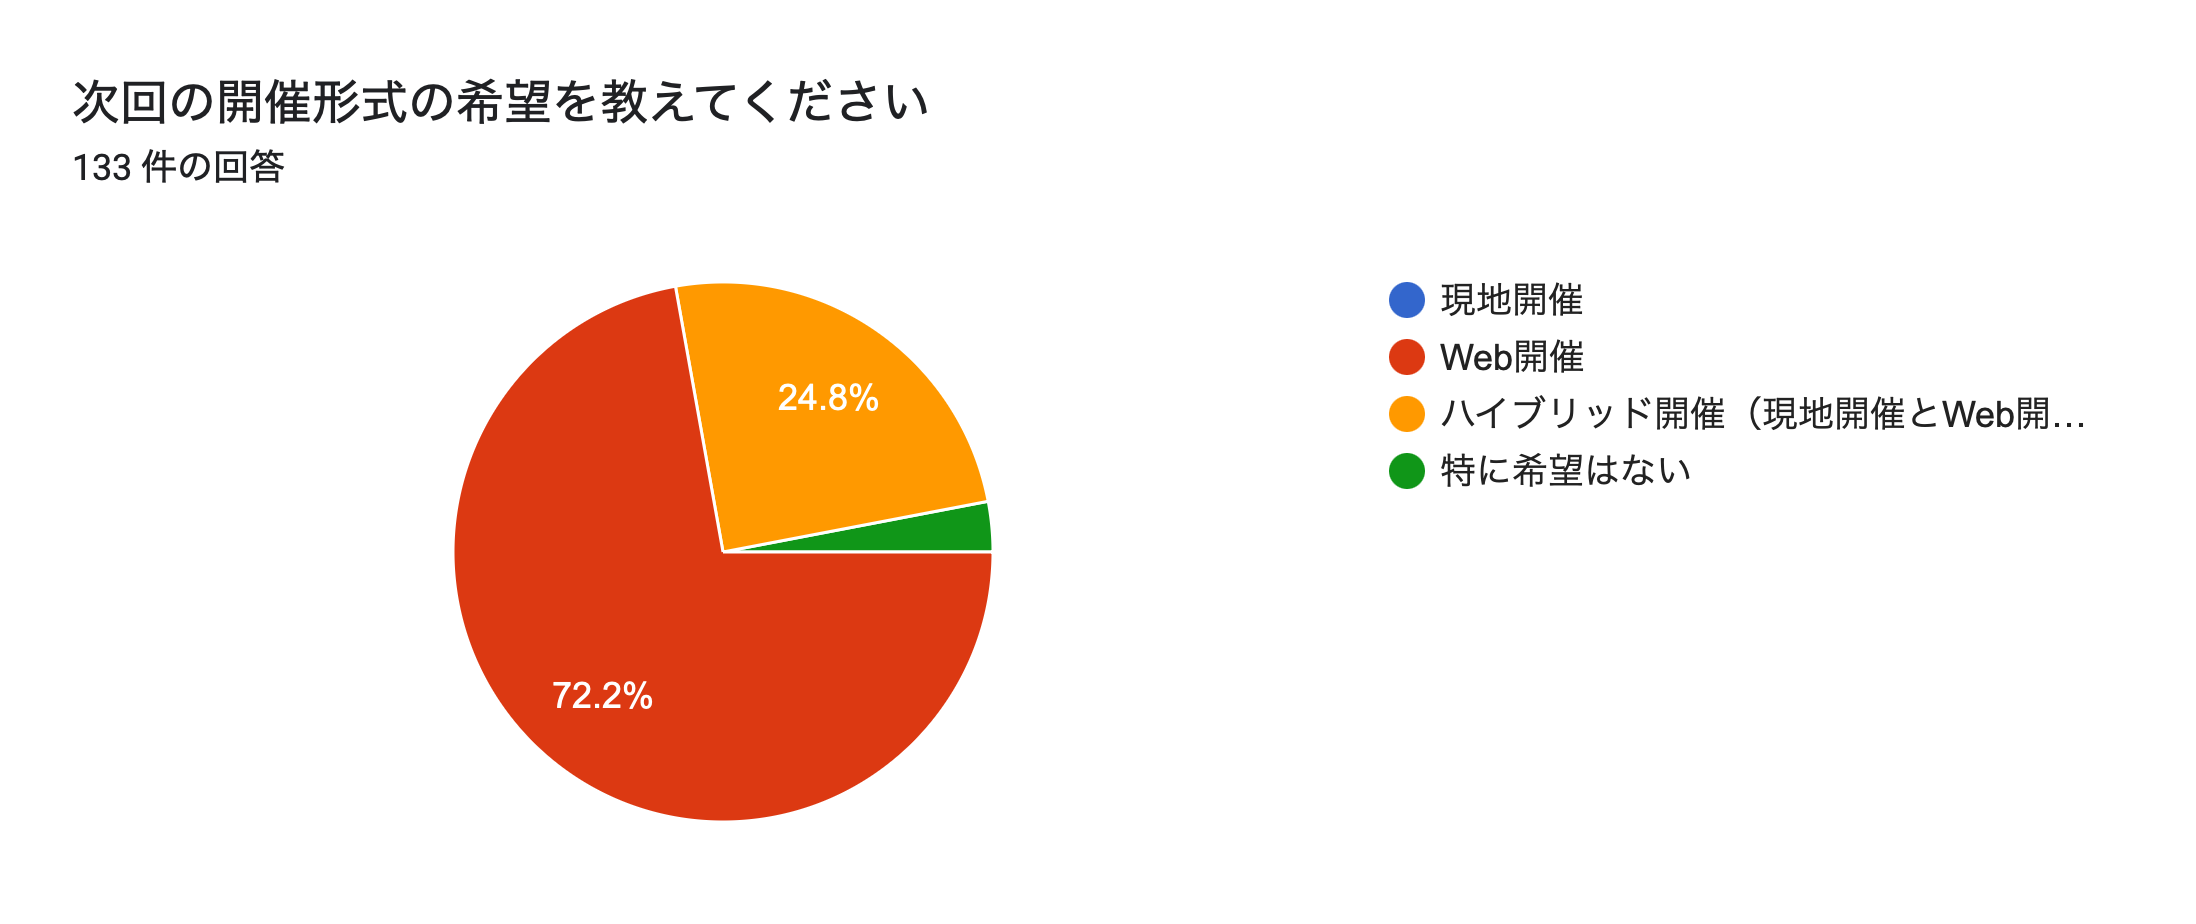 次回の開催形式の希望を教えてください
133 件の回答
現地開催
Web開催
ハイブリッド開催（現地開催とWeb開…
特に希望はない
24.8%
72.2%